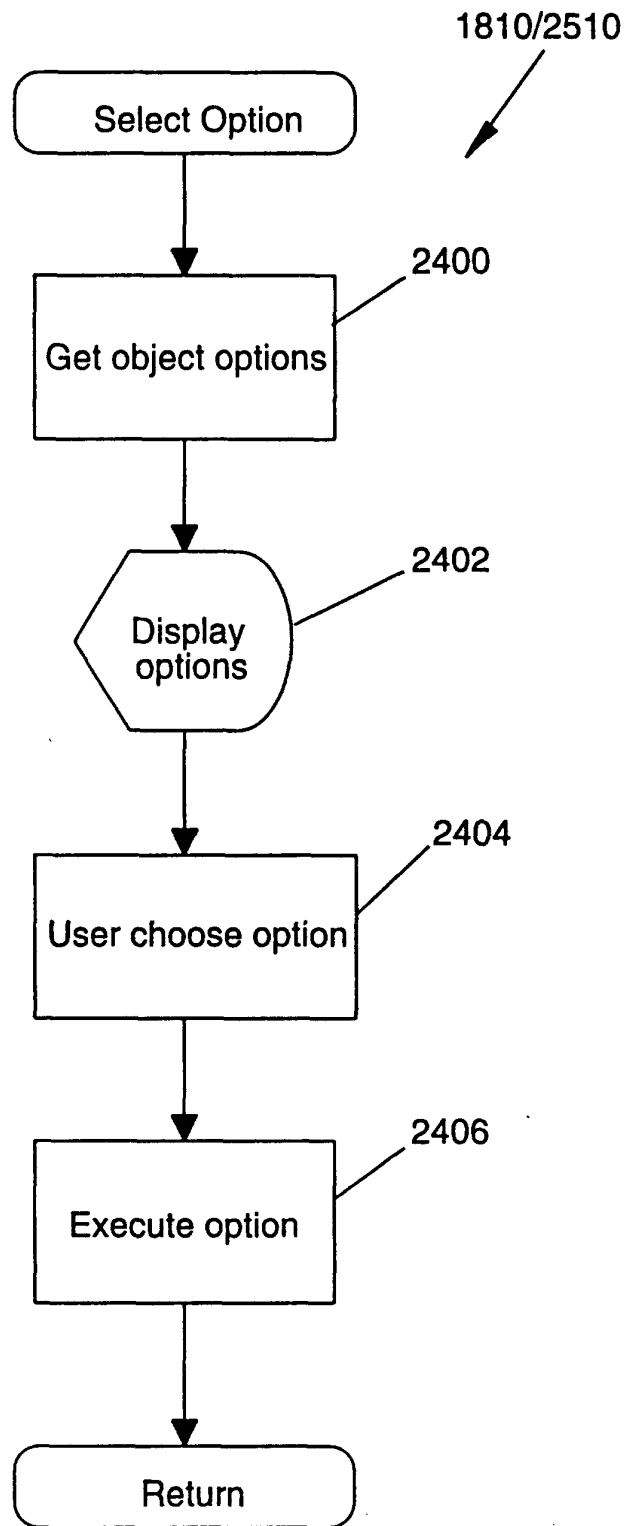 1810/2510
Select Option
2400
Get object options
2402
Display
options
2404
User choose option
2406
Execute option
Return